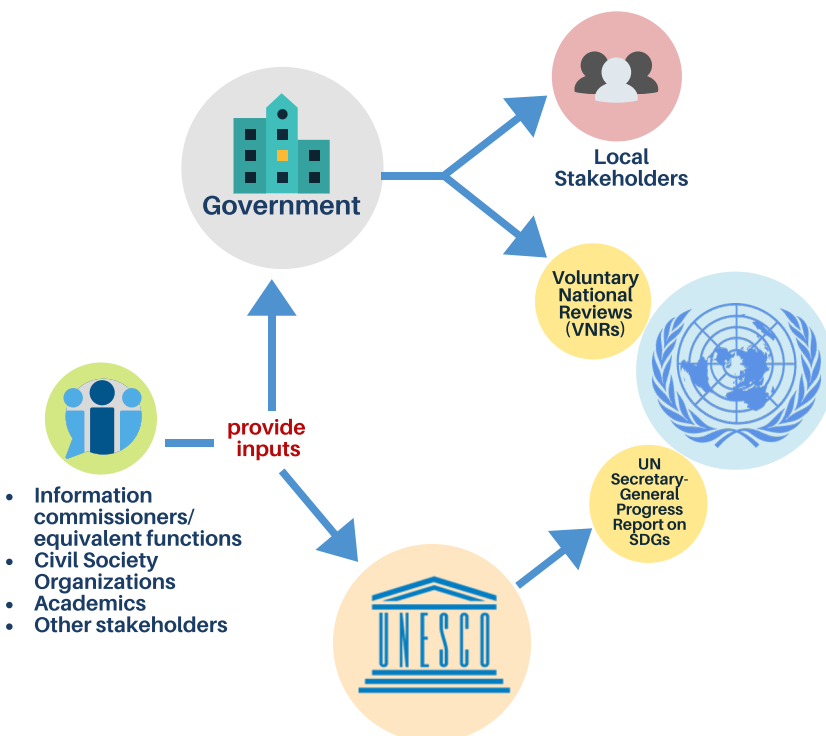 Government
Local
Stakeholders
Voluntary
National
Reviews
(VNRs)
provide
inputs
• Information
commissioners/
equivalent functions
• Civil Society
Organizations
• Academics
• Other stakeholders
UN
Secretary-
General
Progress
Report on
SDGs
UNESCO